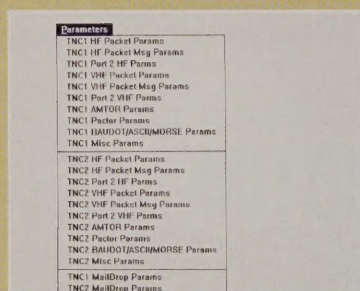 Parameters
TNC1 HF Packet Params
TNC1 HF Packet Msg Params
TNC1 Port 2 HF Parms
TNC1 VHF Packet Params
TNC1 VHF Packet Msg Params
TNC1 Port 2 VHF Parms
TNC1 AMTOR Params
TNC1 Pactor Params
TNC1 BAUDOT/ASCII/MORSE Params
TNC1 Misc Params
TNC2 HF Packet Params
TNC2 HF Packet Msg Params
TNC2 Port 2 HF Parms
TNC2 VHF Packet Params
TNC2 VHF Packet Msg Params
TNC2 Port 2 VHF Parms
TNC2 AMTOR Params
TNC2 Pactor Params
TNC2 BAUDOT/ASCII/MORSE Params
TNC2 Misc Params
TNC1 MailDrop Params
TNC2 MailDrop Params